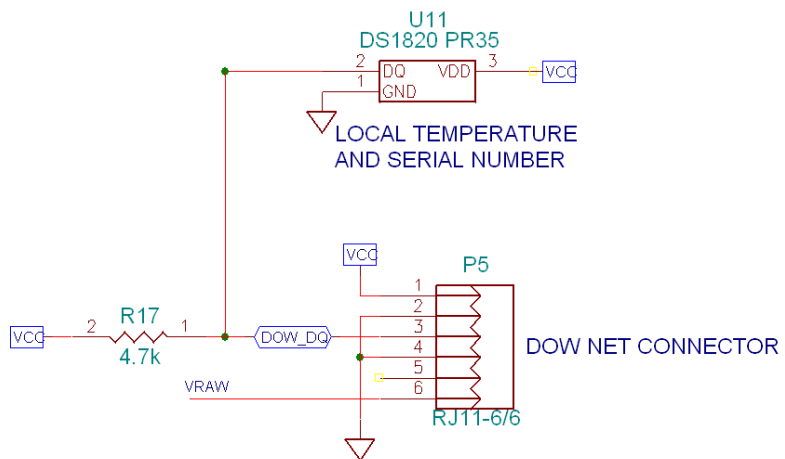 U11
DS1820 PR35
2
DQ
VDD
3
VCC
1
GND
LOCAL TEMPERATURE
AND SERIAL NUMBER
VCC
P5
1
2
3
4
5
6
R17
VCC
2
1
4.7k
DOW_DQ
DOW NET CONNECTOR
VRAW
RJ11-6/6